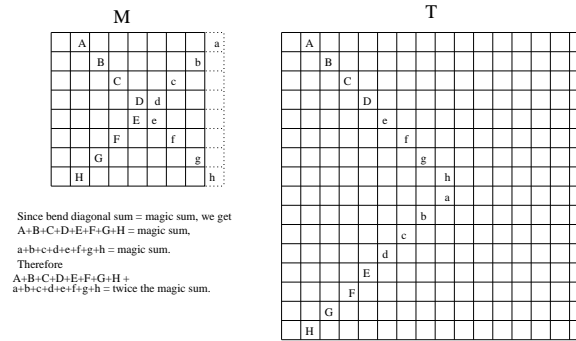 M
T
A a
B b
C c
D d
E e
F f
G g
H h
A
B
C
D
e
f
g
h
a
b
c
d
E
F
G
H
Since bend diagonal sum = magic sum, we get
A+B+C+D+E+F+G+H = magic sum,
a+b+c+d+e+f+g+h = magic sum.
Therefore
A+B+C+D+E+F+G+H +
a+b+c+d+e+f+g+h = twice the magic sum.